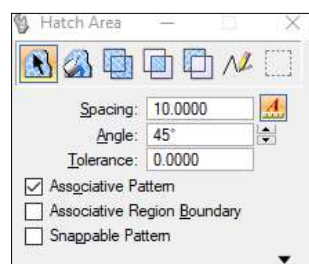 Hatch Area
Spacing: 10.0000
Angle: 45°
Tolerance: 0.0000
Associative Pattern
Associative Region Boundary
Snappable Pattern